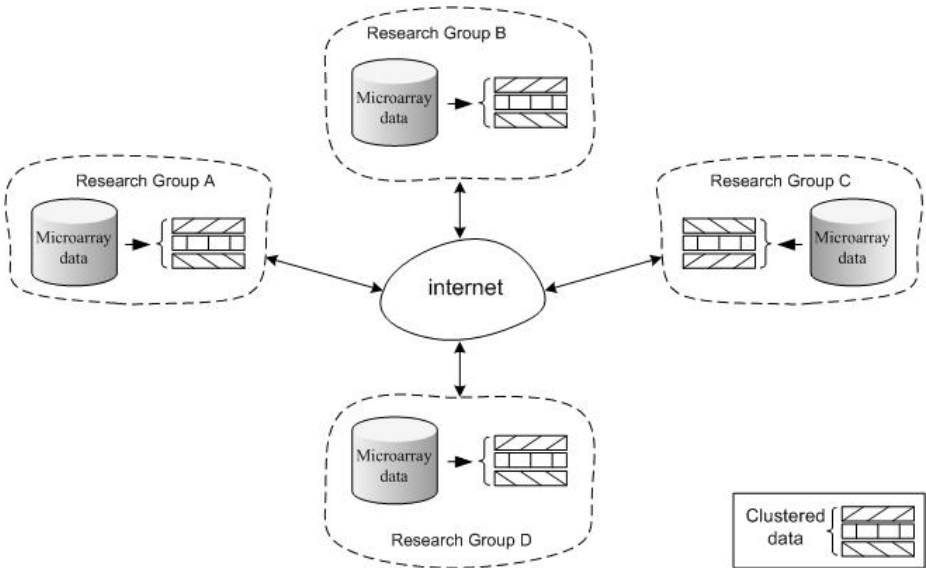 Research Group B
Microarray
data
Research Group A
Microarray
data
Research Group C
Microarray
data
internet
Microarray
data
Research Group D
Clustered
data